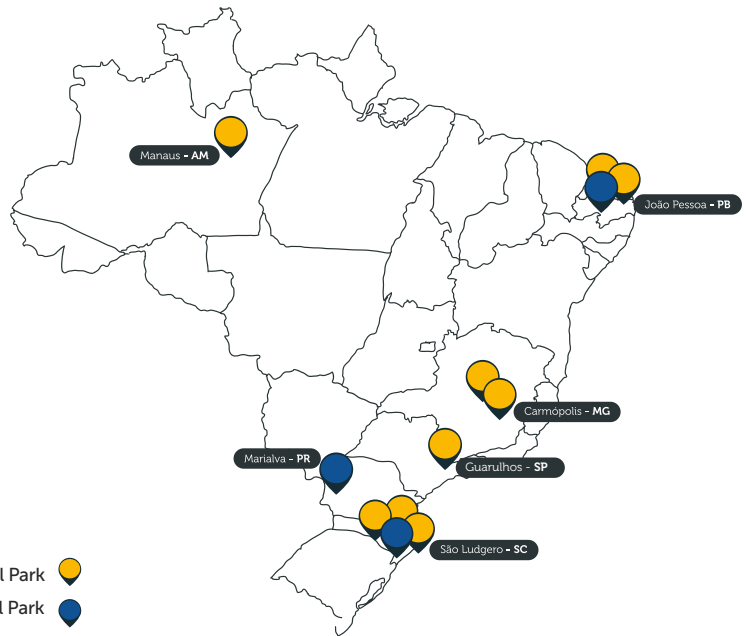 Manaus - AM
João Pessoa - PB
Carmópolis - MG
Marialva - PR
Guarulhos - SP
São Ludgero - SC
l Park
l Park